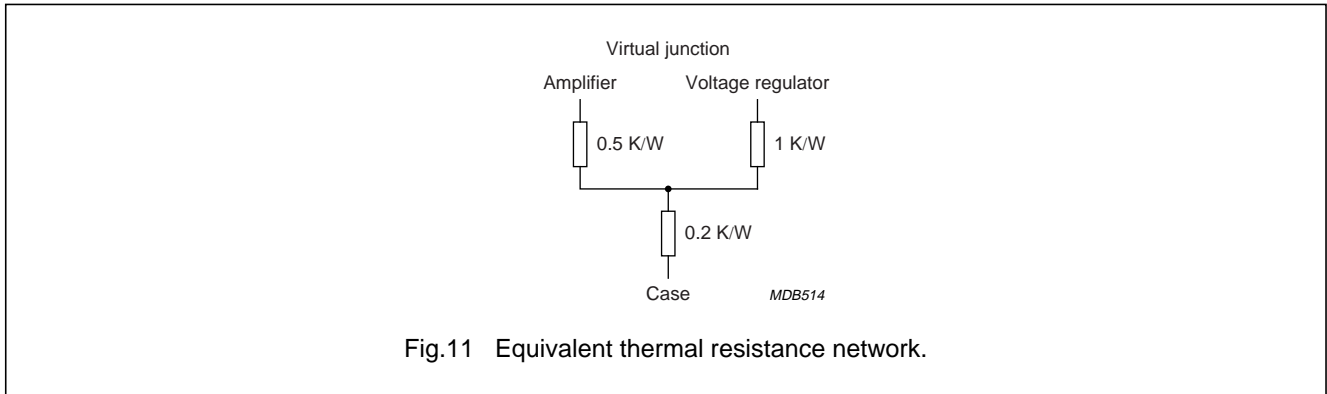 Virtual junction
Amplifier Voltage regulator
0.5 K/W 1 K/W
0.2 K/W
Case MDB514
Fig.11 Equivalent thermal resistance network.